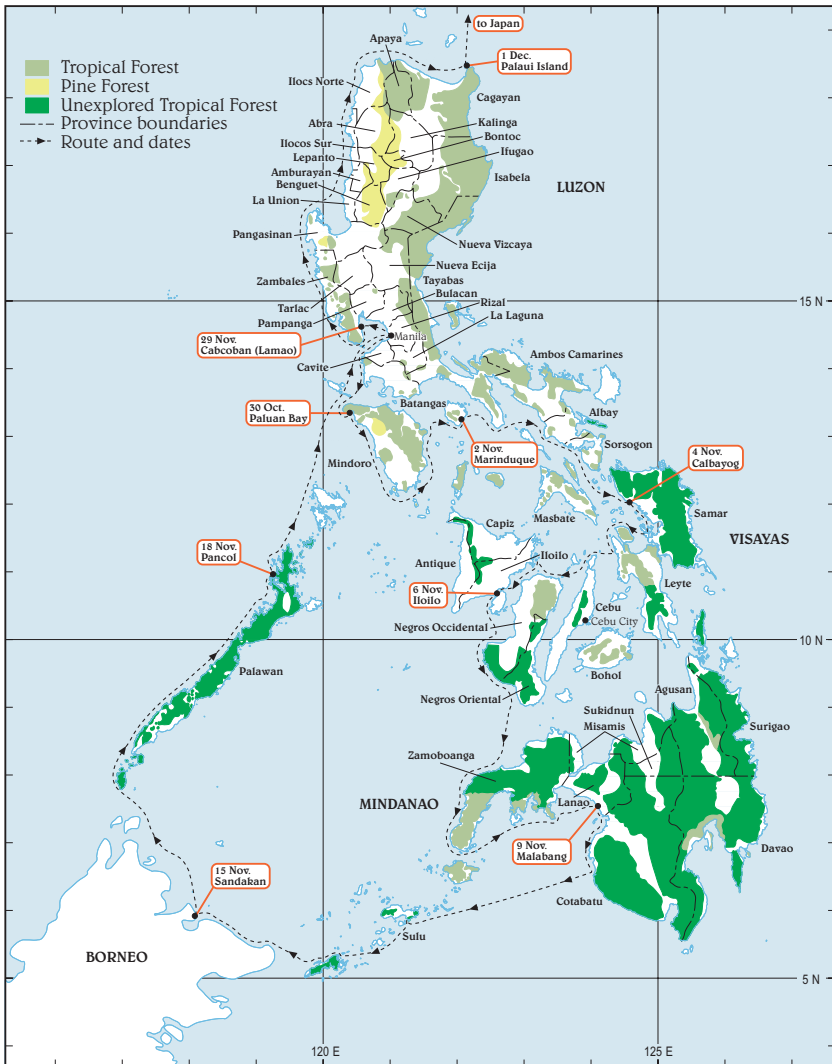 to Japan
1 Dec.
Palaui Island
Tropical Forest
Pine Forest
Unexplored Tropical Forest
Province boundaries
Route and dates
Apaya
Ilocs Norte
Cagayan
Abra
Kalinga
Bontoc
Ilocos Sur
Ifugao
Lepanto
Amburayan
Isabela
Benguet
LUZON
La Union
Pangasinan
Nueva Vizcaya
Nueva Ecija
Zambales
Tayabas
Bulacan
15 N
Tarlac
Rizal
Pampanga
La Laguna
29 Nov.
Cabcoban (Lamao)
Manila
Cavite
Ambos Camarines
30 Oct.
Paluan Bay
Batangas
Albay
Sorsogon
2 Nov.
Marinduque
4 Nov.
Calbayog
Mindoro
Samar
Masbate
Capiz
VISAYAS
18 Nov.
Pancol
Iloilo
Antique
Leyte
6 Nov.
Iloilo
Cebu
Cebu City
Negros Occidental
10 N
Palawan
Bohol
Agusan
Negros Oriental
Sukidnun
Misamis
Surigao
Zamoboanga
MINDANAO
Lanao
9 Nov.
Malabang
Davao
15 Nov.
Sandakan
Cotabatu
Sulu
BORNEO
5 N
120 E
125 E